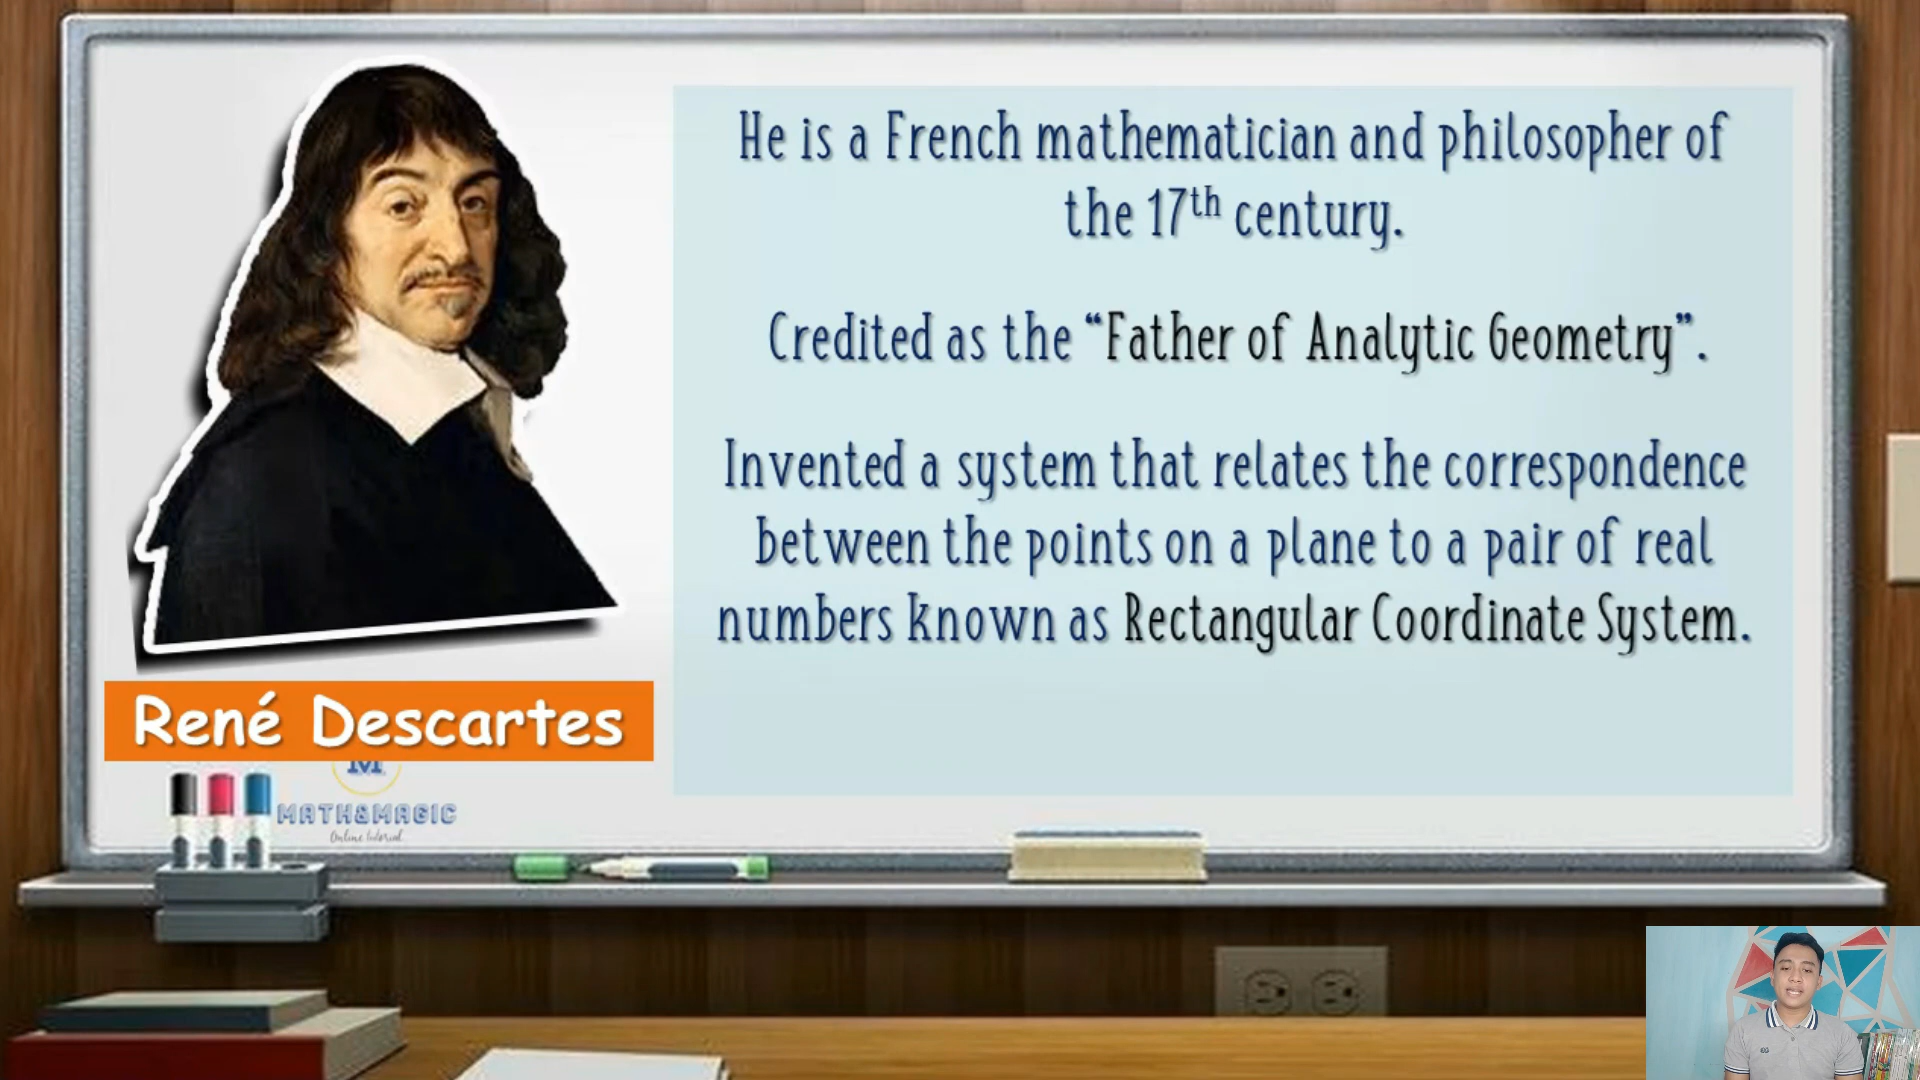 He is a French mathematician and philosopher of
the 17th century.
Credited as the “Father of Analytic Geometry”.
Invented a system that relates the correspondence
between the points on a plane to a pair of real
numbers known as Rectangular Coordinate System.
René Descartes
M
MATH&MAGIC
Online Tutorial